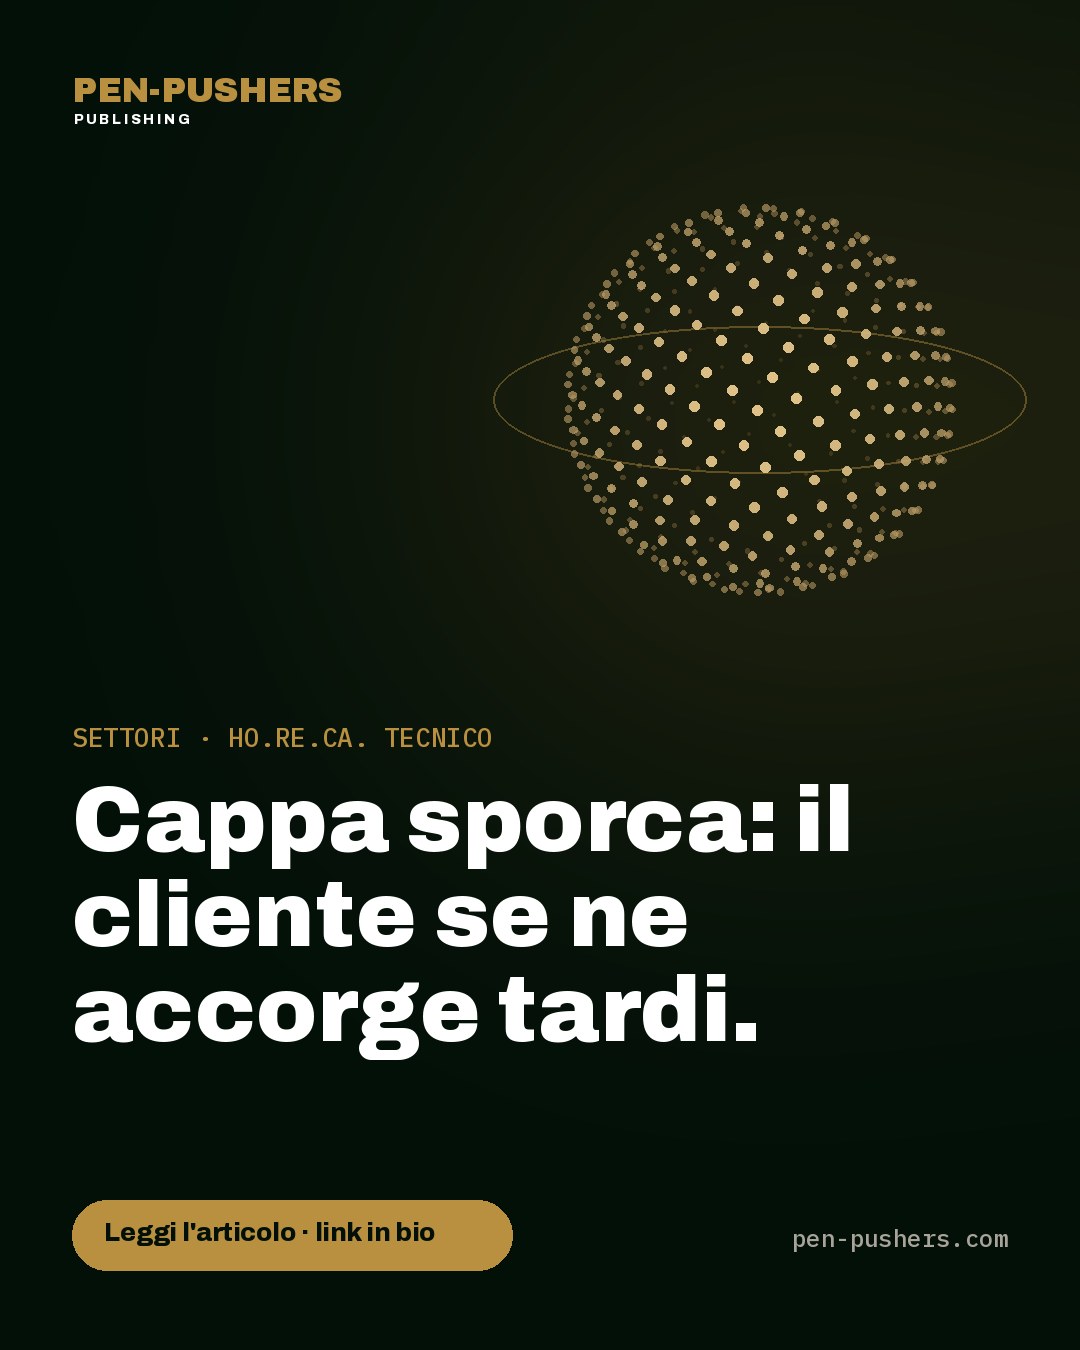 PEN-PUSHERS
PUBLISHING
SETTORI · HO.RE.CA. TECNICO
Cappa sporca: il
cliente se ne
accorge tardi.
Leggi l'articolo · link in bio
pen-pushers.com